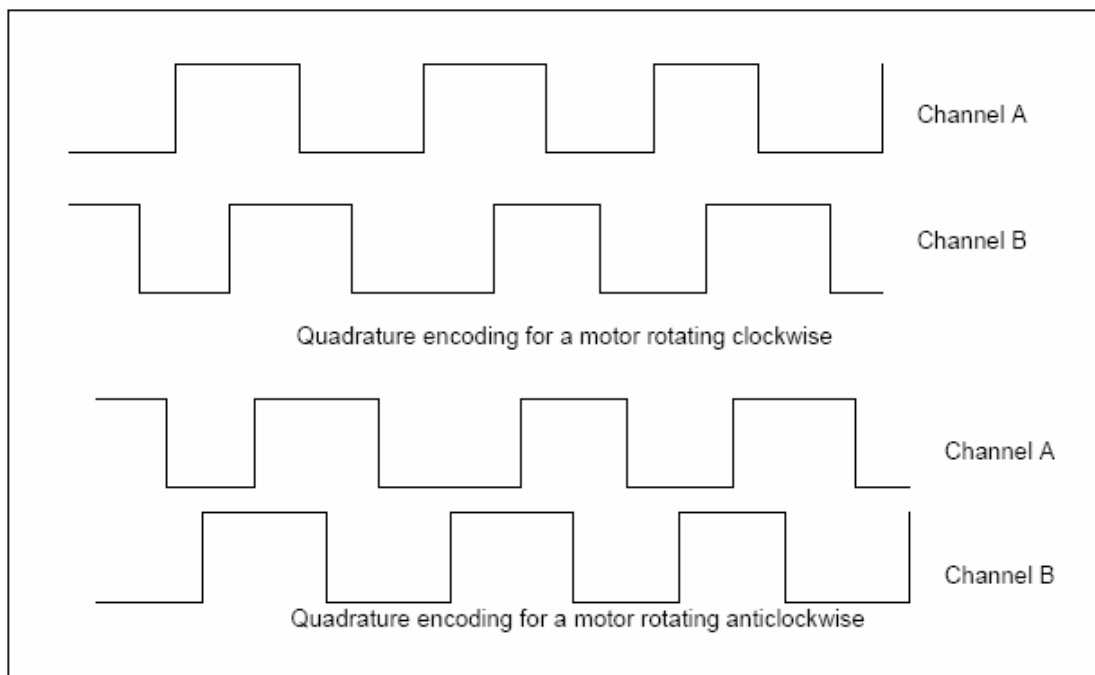 Channel A
Channel B
Quadrature encoding for a motor rotating clockwise
Channel A
Channel B
Quadrature encoding for a motor rotating anticlockwise